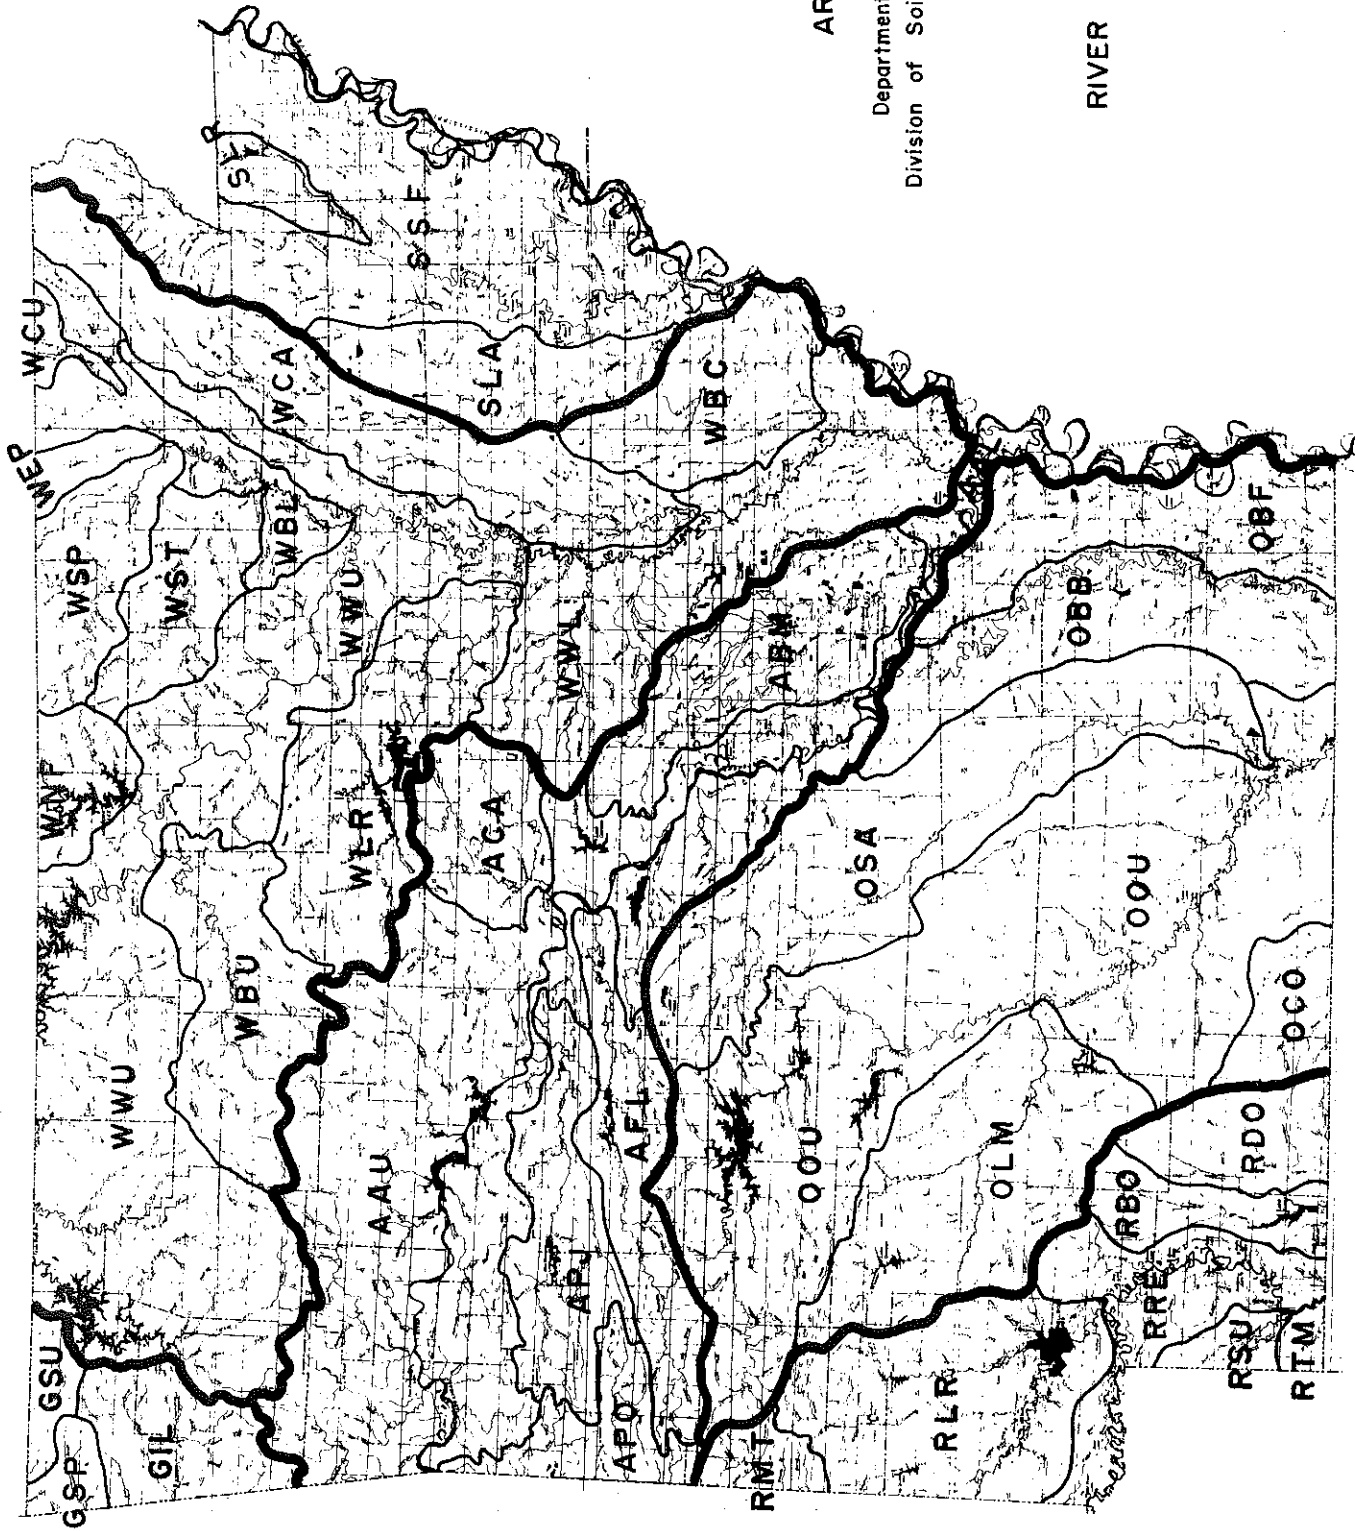 GSP
GSU
WWU
WNF
WSP
WEP
WCU
GIL
WBU
WST
WBL
WCA
S L R
AAU
WLR
WWU
SSF
ACA
SLA
APJ
WWL
APO
AFL
WBC
RMT
OOU
ABM
AR
OSA
Department
Division of Soi
RLR
OLM
OBB
RIVER
RRE
RBO
OOU
RSU
RDO
OBF
RTM
OCO